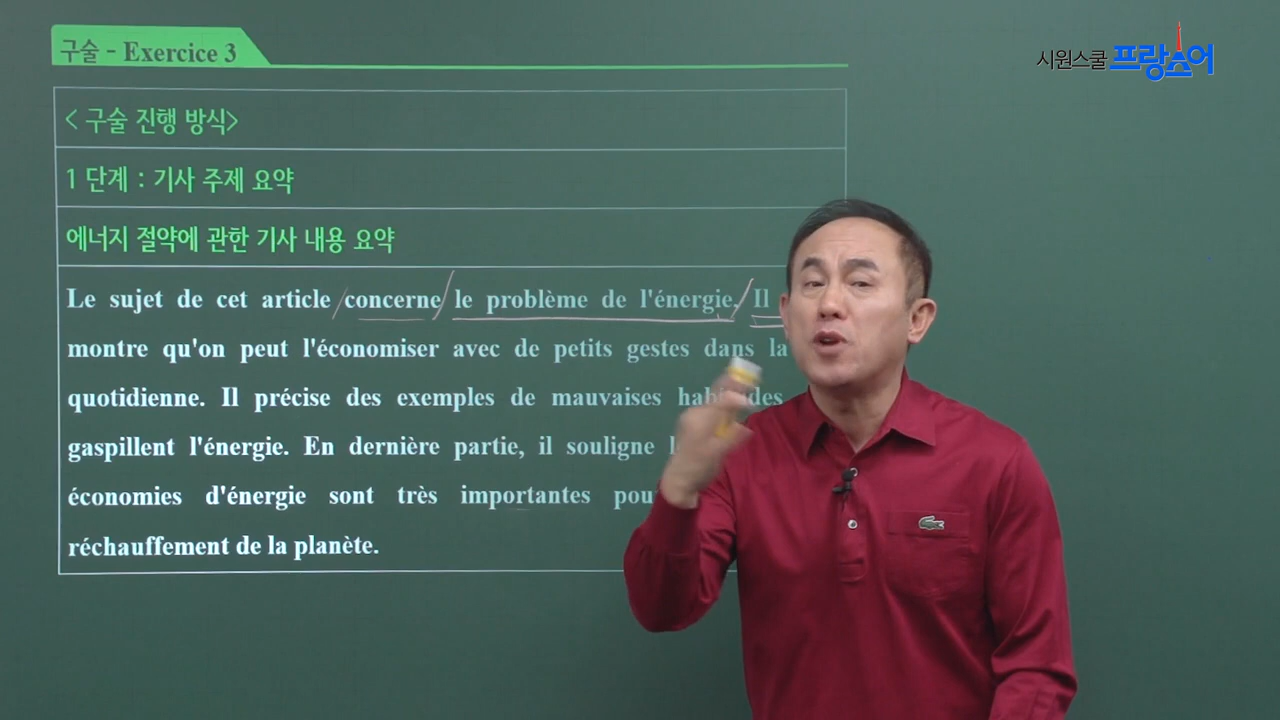 구술 - Exercice 3
시원스쿨 프랑스어
< 구술 진행 방식>
1 단계 : 기사 주제 요약
에너지 절약에 관한 기사 내용 요약
Le sujet de cet article concerne le problème de l'énergie. Il
montre qu'on peut l'économiser avec de petits gestes dans la
quotidienne. Il précise des exemples de mauvaises
gaspillent l'énergie. En dernière partie, il souligne
économies d'énergie sont très importantes
réchauffement de la planète.